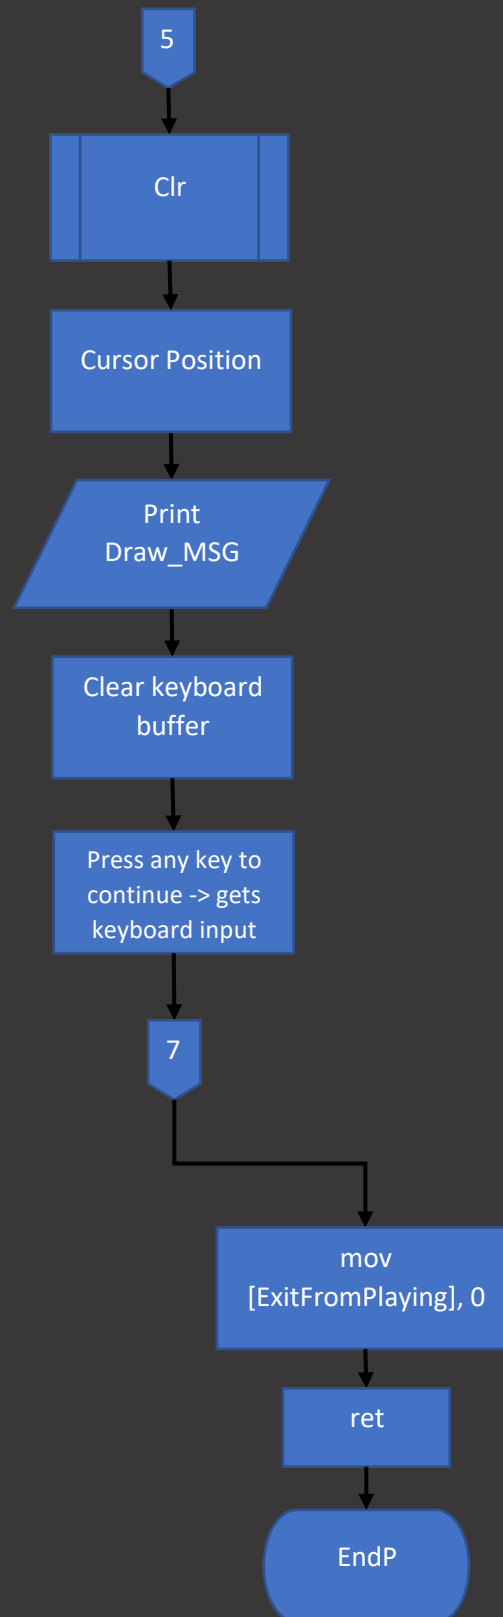 5
Clr
Cursor Position
Print
Draw_MSG
Clear keyboard
buffer
Press any key to
continue -> gets
keyboard input
7
mov
[ExitFromPlaying], 0
ret
EndP